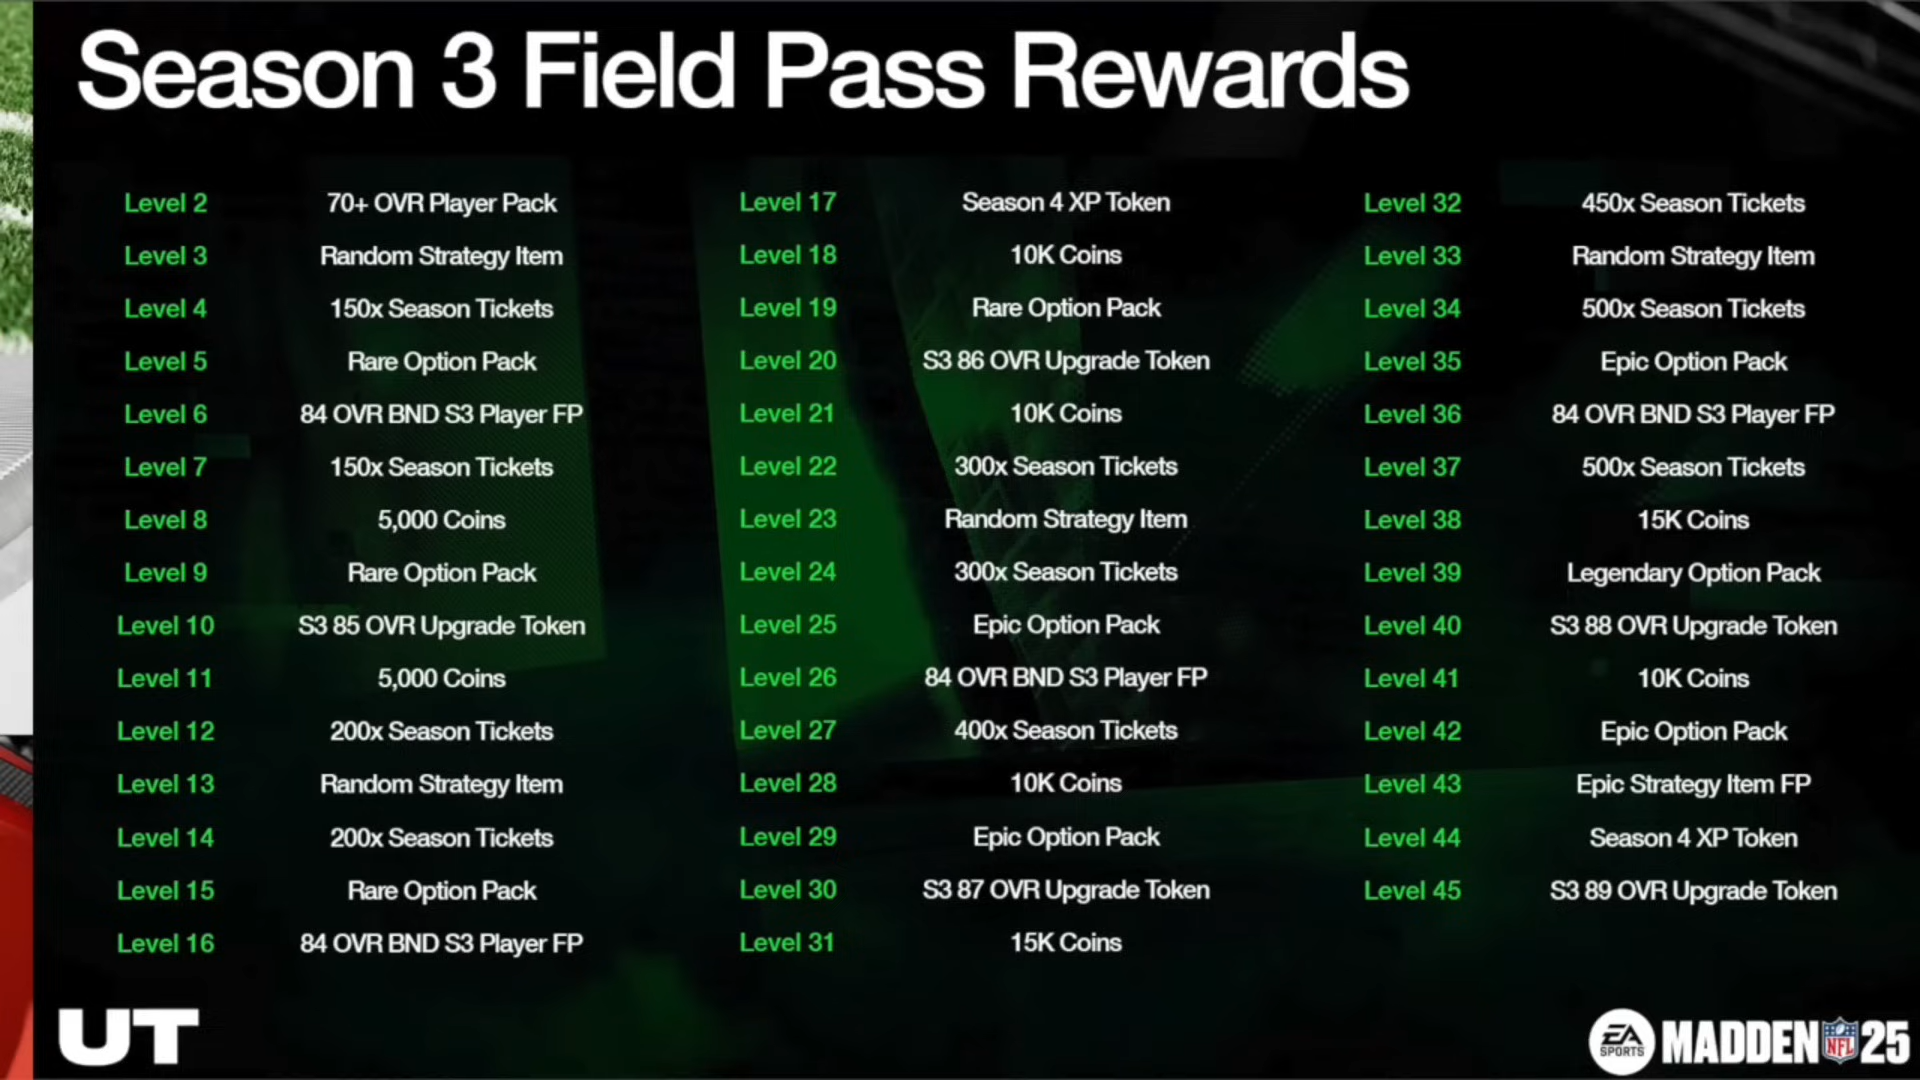 Season 3 Field Pass Rewards
Level 2 70+ OVR Player Pack
Level 3 Random Strategy Item
Level 4 150x Season Tickets
Level 5 Rare Option Pack
Level 6 84 OVR BND S3 Player FP
Level 7 150x Season Tickets
Level 8 5,000 Coins
Level 9 Rare Option Pack
Level 10 S3 85 OVR Upgrade Token
Level 11 5,000 Coins
Level 12 200x Season Tickets
Level 13 Random Strategy Item
Level 14 200x Season Tickets
Level 15 Rare Option Pack
Level 16 84 OVR BND S3 Player FP
Level 17 Season 4 XP Token
Level 18 10K Coins
Level 19 Rare Option Pack
Level 20 S3 86 OVR Upgrade Token
Level 21 10K Coins
Level 22 300x Season Tickets
Level 23 Random Strategy Item
Level 24 300x Season Tickets
Level 25 Epic Option Pack
Level 26 84 OVR BND S3 Player FP
Level 27 400x Season Tickets
Level 28 10K Coins
Level 29 Epic Option Pack
Level 30 S3 87 OVR Upgrade Token
Level 31 15K Coins
Level 32 450x Season Tickets
Level 33 Random Strategy Item
Level 34 500x Season Tickets
Level 35 Epic Option Pack
Level 36 84 OVR BND S3 Player FP
Level 37 500x Season Tickets
Level 38 15K Coins
Level 39 Legendary Option Pack
Level 40 S3 88 OVR Upgrade Token
Level 41 10K Coins
Level 42 Epic Option Pack
Level 43 Epic Strategy Item FP
Level 44 Season 4 XP Token
Level 45 S3 89 OVR Upgrade Token
UT
EA SPORTS MADDEN NFL 25